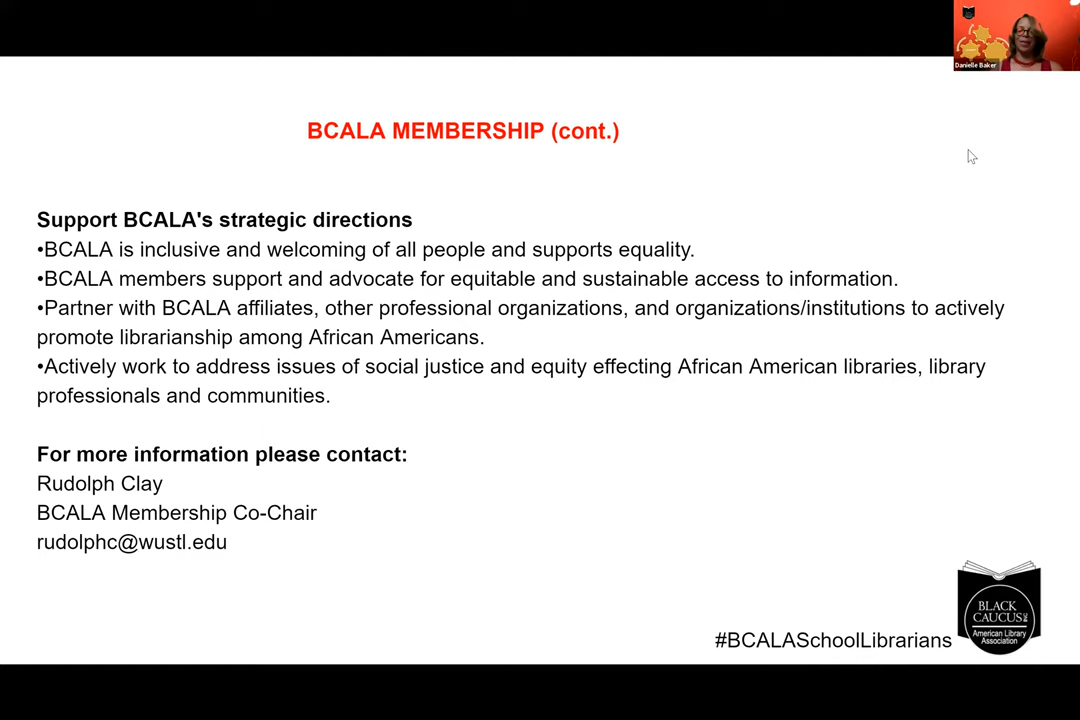 Danielle Baker
BCALA MEMBERSHIP (cont.)
Support BCALA's strategic directions
•BCALA is inclusive and welcoming of all people and supports equality.
•BCALA members support and advocate for equitable and sustainable access to information.
•Partner with BCALA affiliates, other professional organizations, and organizations/institutions to actively
promote librarianship among African Americans.
•Actively work to address issues of social justice and equity effecting African American libraries, library
professionals and communities.
For more information please contact:
Rudolph Clay
BCALA Membership Co-Chair
rudolphc@wustl.edu
#BCALASchoolLibrarians
BLACK
CAUCUS
American Library
Association